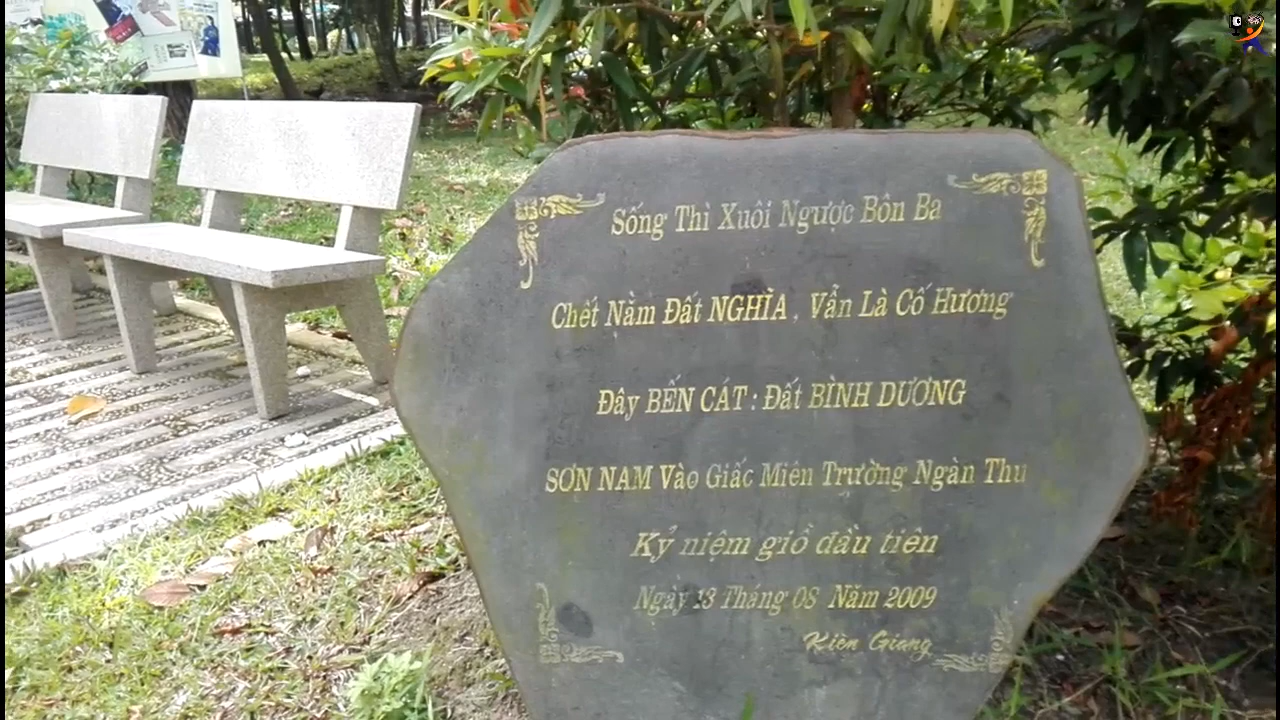 Sống Thì Xuôi Ngược Bôn Ba
Chết Nằm Đất NGHĨA, Vẫn Là Cố Hương
Đây BẾN CÁT : Đất BÌNH DƯƠNG
SƠN NAM Vào Giấc Miên Trường Ngàn Thu
Kỷ niệm giỗ đầu tiên
Ngày 13 Tháng 08 Năm 2009
Kiên Giang